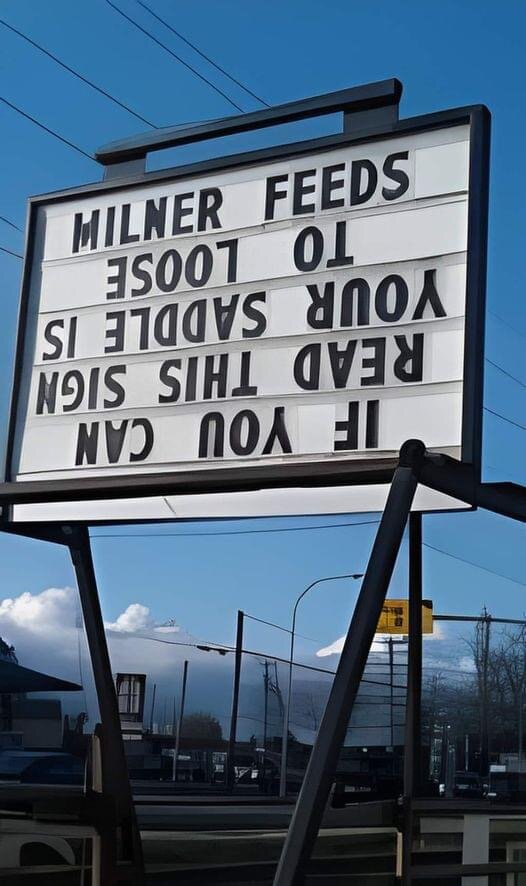 MILNER FEEDS
IF YOU CAN
READ THIS SIGN
YOUR SADDLE IS
TO LOOSE